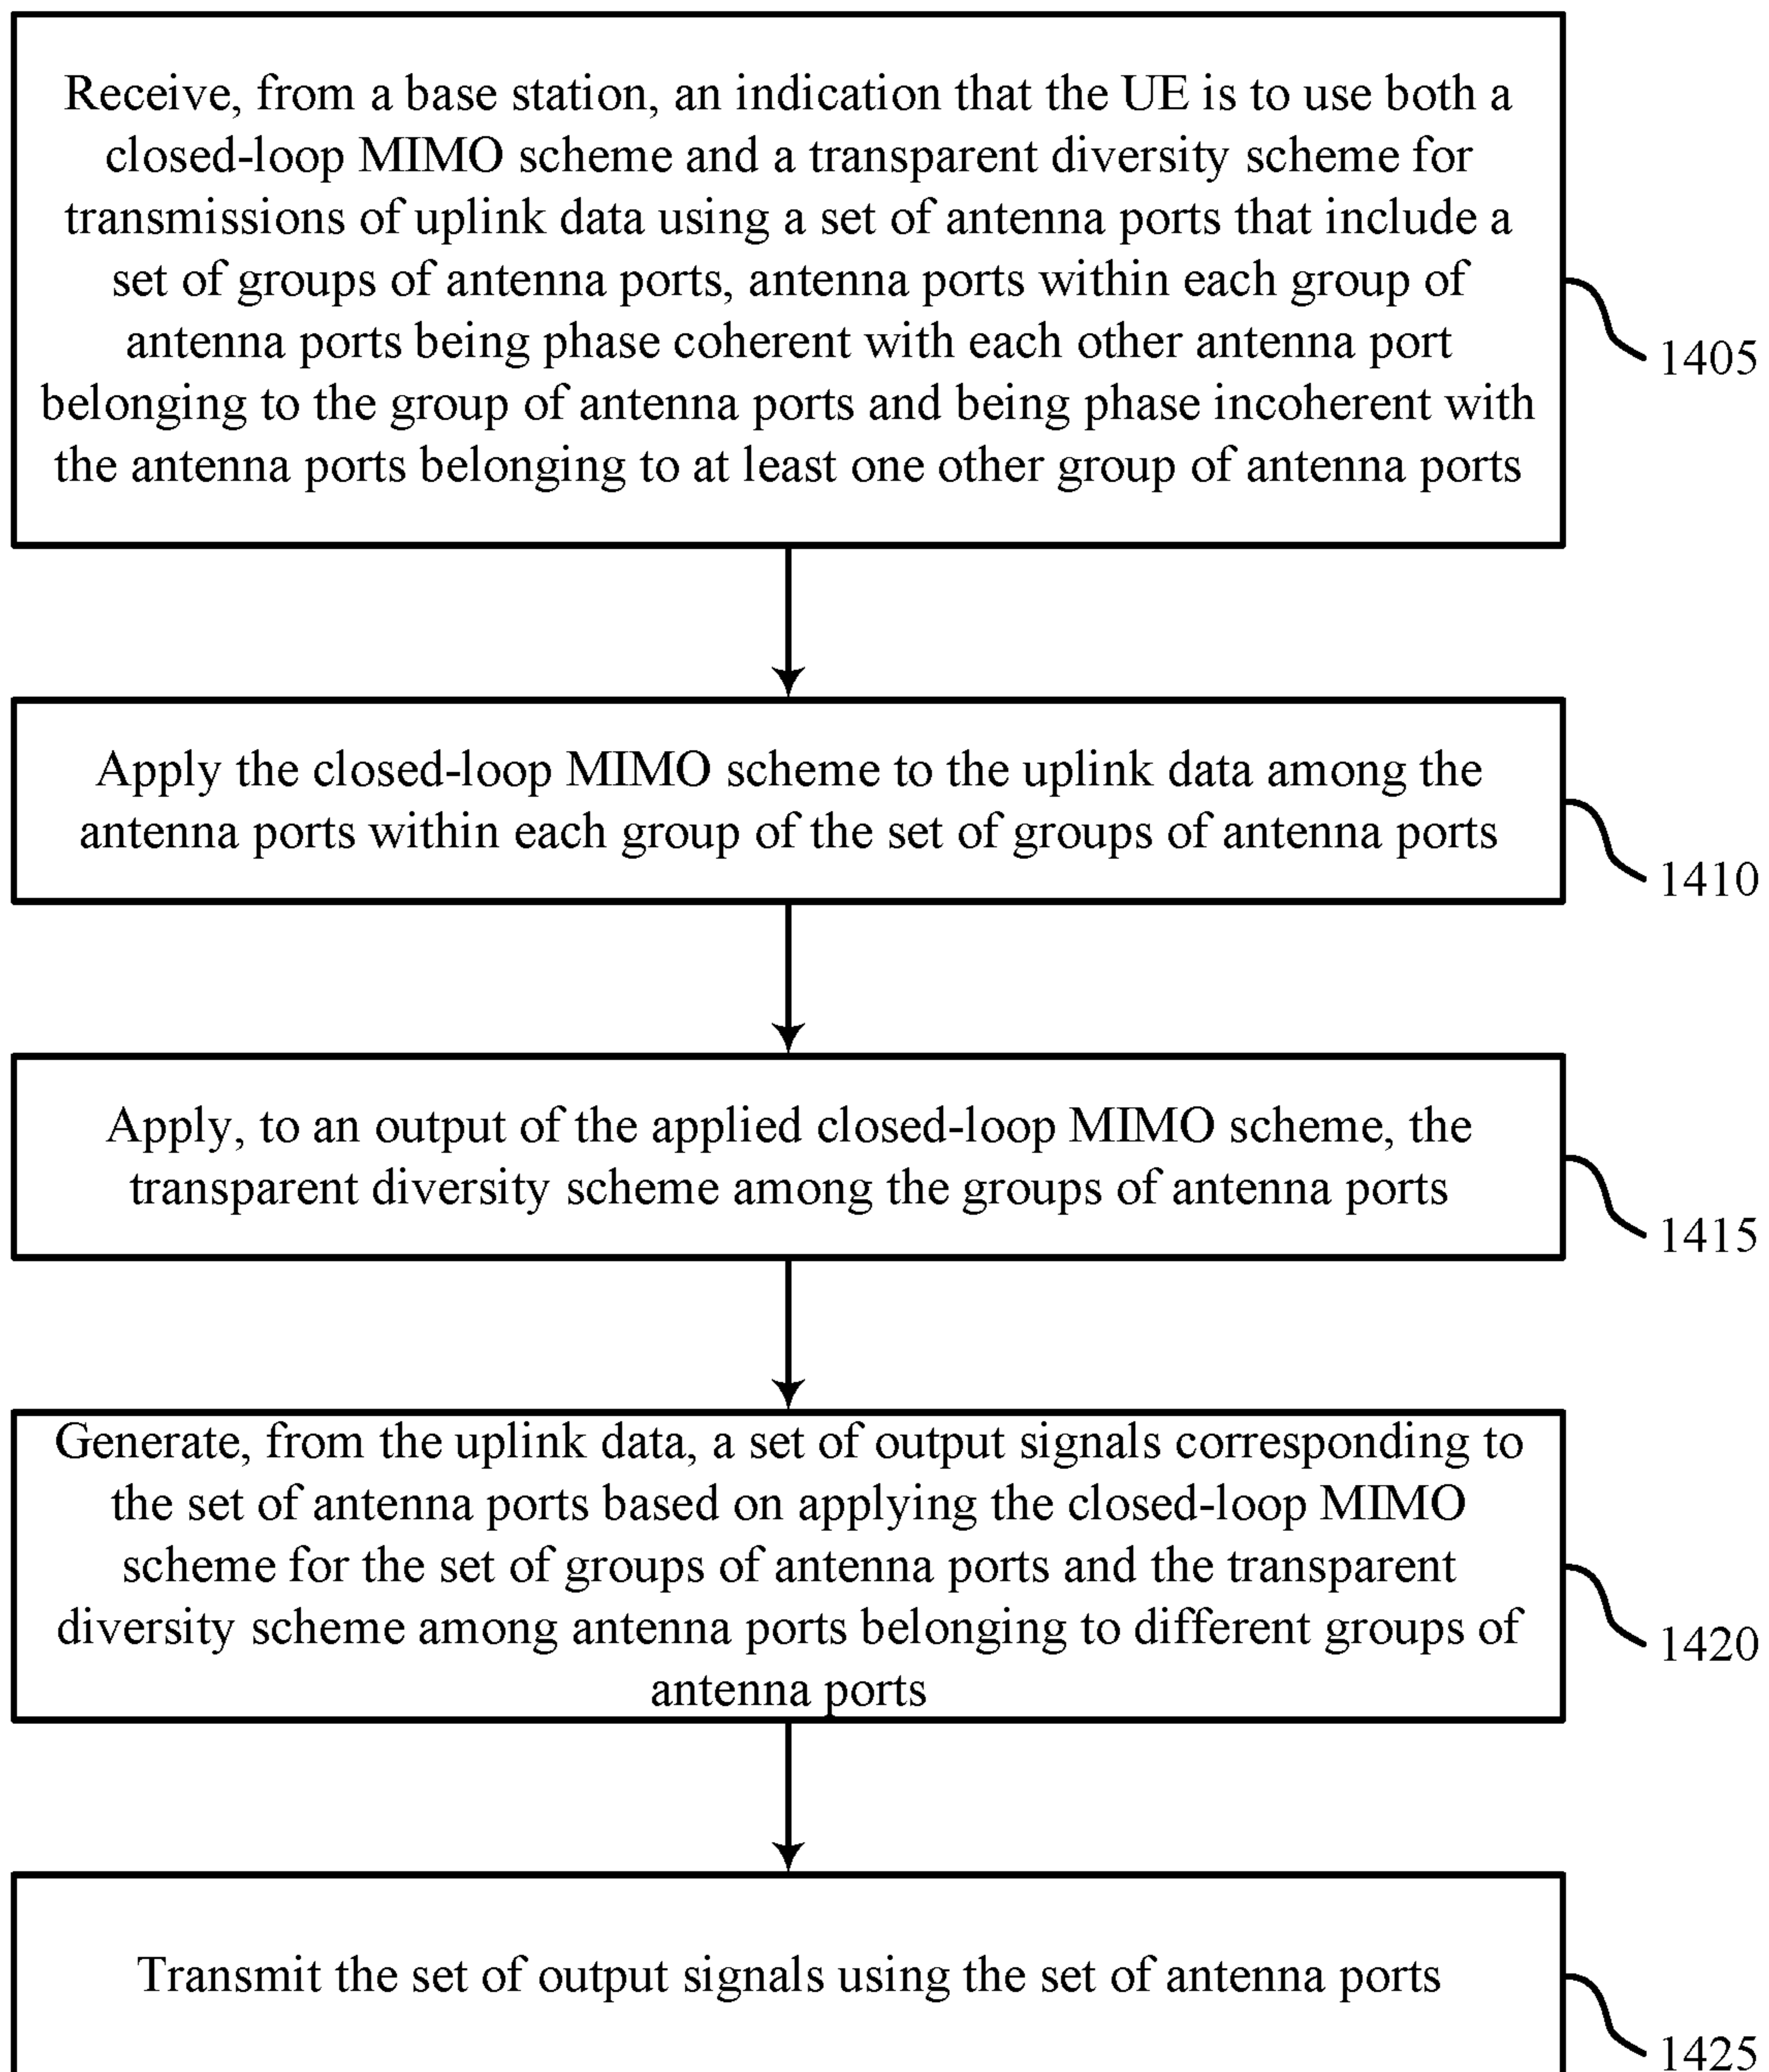 Receive, from a base station, an indication that the UE is to use both a
closed-loop MIMO scheme and a transparent diversity scheme for
transmissions of uplink data using a set of antenna ports that include a
set of groups of antenna ports, antenna ports within each group of
antenna ports being phase coherent with each other antenna port
belonging to the group of antenna ports and being phase incoherent with
the antenna ports belonging to at least one other group of antenna ports
1405
Apply the closed-loop MIMO scheme to the uplink data among the
antenna ports within each group of the set of groups of antenna ports
1410
Apply, to an output of the applied closed-loop MIMO scheme, the
transparent diversity scheme among the groups of antenna ports
1415
Generate, from the uplink data, a set of output signals corresponding to
the set of antenna ports based on applying the closed-loop MIMO
scheme for the set of groups of antenna ports and the transparent
diversity scheme among antenna ports belonging to different groups of
antenna ports
1420
Transmit the set of output signals using the set of antenna ports
1425